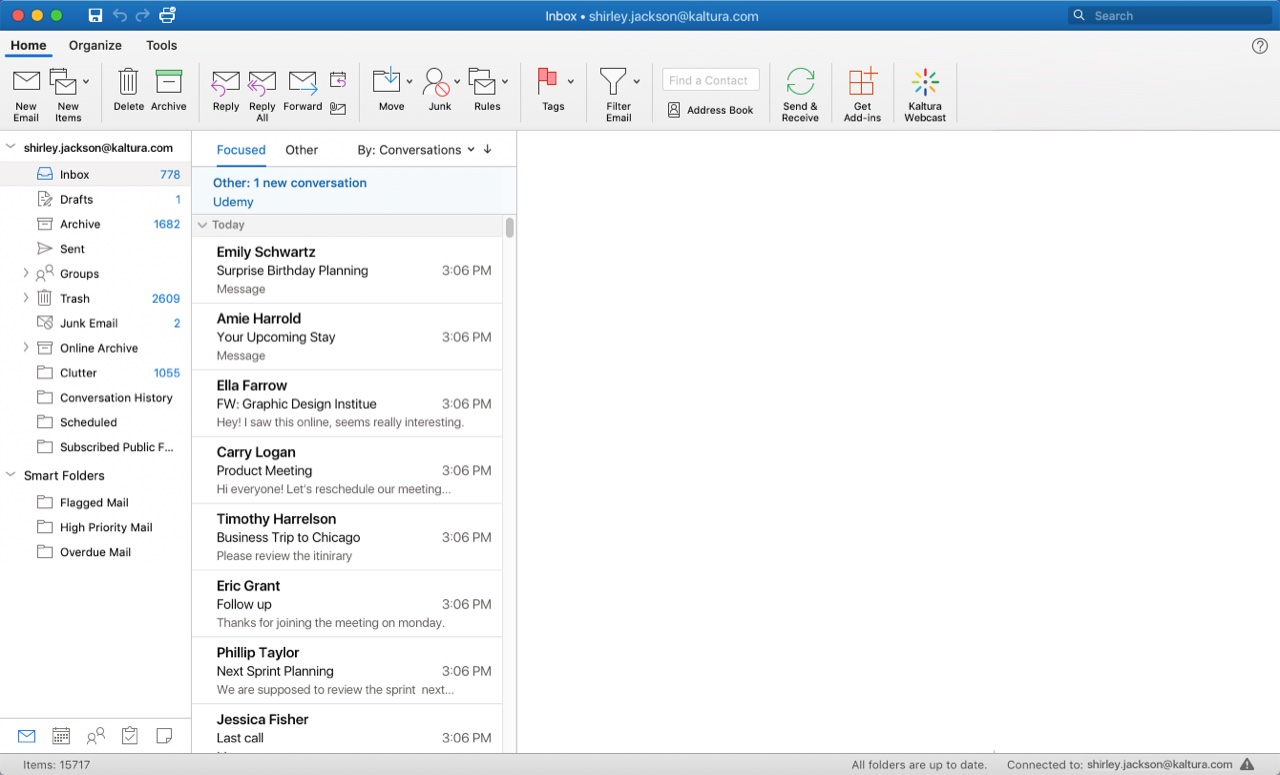 Inbox • shirley.jackson@kaltura.com
Search
Home Organize Tools
New Email
New Items
Delete
Archive
Reply
Reply All
Forward
Move
Junk
Rules
Tags
Filter Email
Find a Contact
Address Book
Send & Receive
Get Add-ins
Kaltura Webcast
shirley.jackson@kaltura.com
Inbox 778
Drafts 1
Archive 1682
Sent
Groups
Trash 2609
Junk Email 2
Online Archive
Clutter 1055
Conversation History
Scheduled
Subscribed Public F...
Smart Folders
Flagged Mail
High Priority Mail
Overdue Mail
Focused Other By: Conversations
Other: 1 new conversation
Udemy
Today
Emily Schwartz
Surprise Birthday Planning 3:06 PM
Message
Amie Harrold
Your Upcoming Stay 3:06 PM
Message
Ella Farrow
FW: Graphic Design Institue 3:06 PM
Hey! I saw this online, seems really interesting.
Carry Logan
Product Meeting 3:06 PM
Hi everyone! Let's reschedule our meeting...
Timothy Harrelson
Business Trip to Chicago 3:06 PM
Please review the itinirary
Eric Grant
Follow up 3:06 PM
Thanks for joining the meeting on monday.
Phillip Taylor
Next Sprint Planning 3:06 PM
We are supposed to review the sprint next...
Jessica Fisher
Last call 3:06 PM
Items: 15717
All folders are up to date.
Connected to: shirley.jackson@kaltura.com